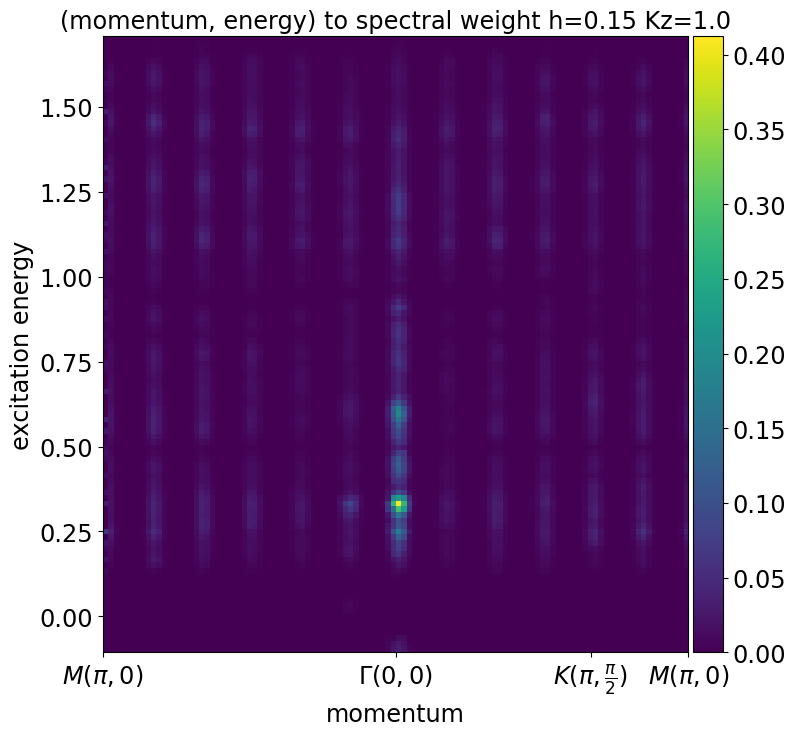 (momentum, energy) to spectral weight h=0.15 Kz=1.0
excitation energy
1.50
1.25
1.00
0.75
0.50
0.25
0.00
M(π, 0)
Γ(0, 0)
K(π, π/2)
M(π, 0)
momentum
0.40
0.35
0.30
0.25
0.20
0.15
0.10
0.05
0.00